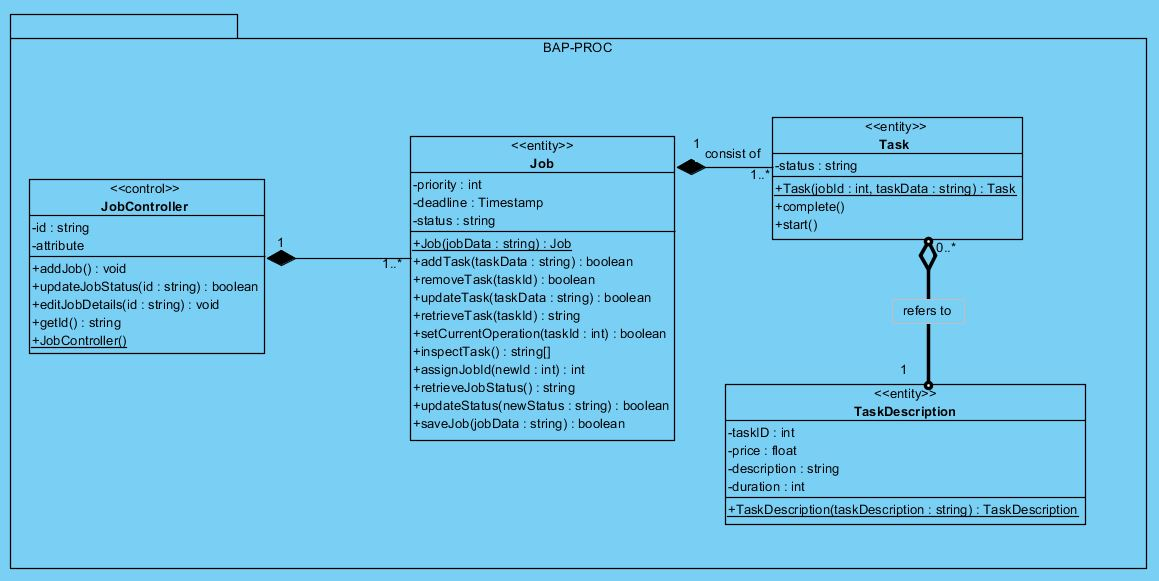 BAP-PROC
<<control>>
JobController
-id : string
-attribute
+addJob() : void
+updateJobStatus(id : string) : boolean
+editJobDetails(id : string) : void
+getId() : string
+JobController()
1
1..*
<<entity>>
Job
-priority : int
-deadline : Timestamp
-status : string
+Job(jobData : string) : Job
+addTask(taskData : string) : boolean
+removeTask(taskId) : boolean
+updateTask(taskData : string) : boolean
+retrieveTask(taskId) : string
+setCurrentOperation(taskId : int) : boolean
+inspectTask() : string[]
+assignJobId(newId : int) : int
+retrieveJobStatus() : string
+updateStatus(newStatus : string) : boolean
+saveJob(jobData : string) : boolean
1
consist of
1..*
<<entity>>
Task
-status : string
+Task(jobId : int, taskData : string) : Task
+complete()
+start()
0..*
refers to
1
<<entity>>
TaskDescription
-taskID : int
-price : float
-description : string
-duration : int
+TaskDescription(taskDescription : string) : TaskDescription